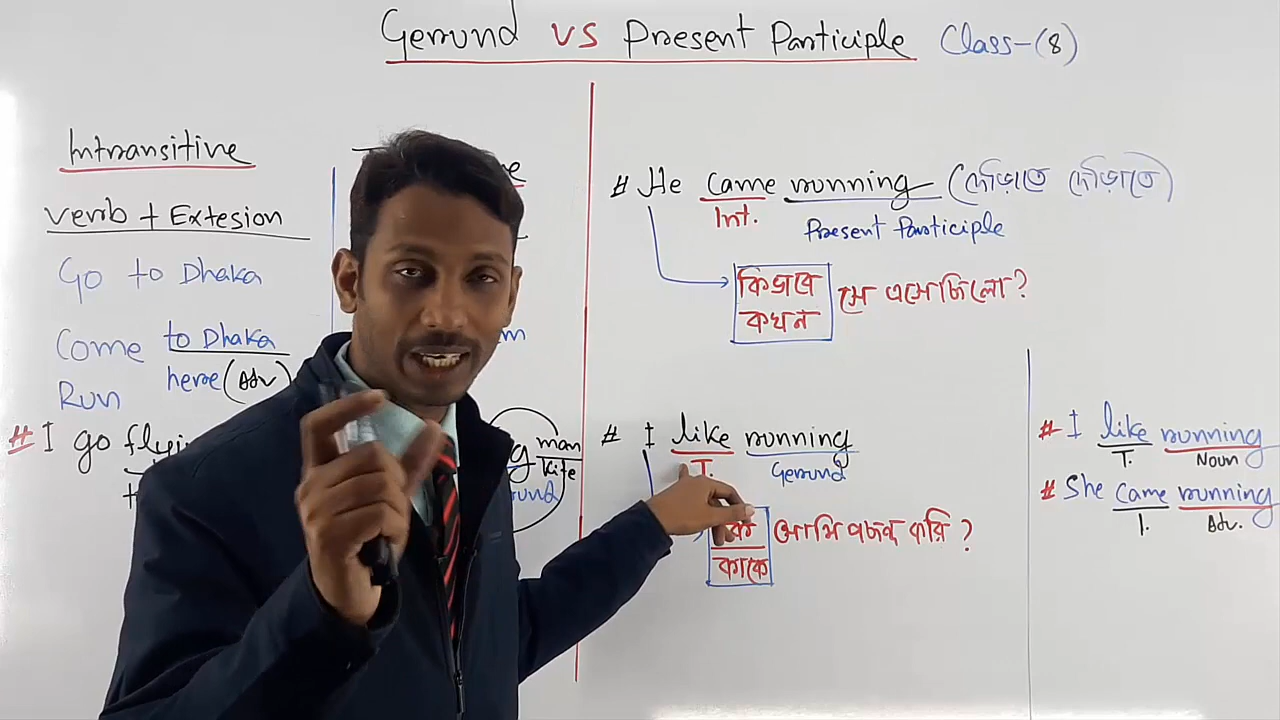 Gerund vs Present Participle Class-(8)
Intransitive
verb + Extesion
Go to Dhaka
Come to Dhaka
here (Adv)
Run
# I go
man
Kite
# He came running (দৌড়াতে দৌড়াতে)
Int. Present Participle
কিভাবে
কখন
সে এসেছিলো?
# I like running
T. Gerund
কি
কাকে
আমি পছন্দ করি?
# I like running
T. Noun
# She came running
I. Adv.